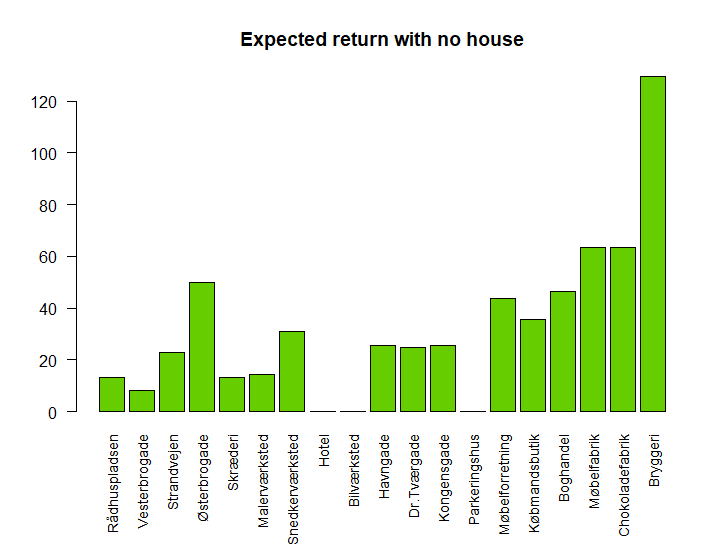 Expected return with no house
120
100
80
60
40
20
0
Rådhuspladsen
Vesterbrogade
Strandvejen
Østerbrogade
Skræderi
Malerværksted
Snedkerværksted
Hotel
Bilværksted
Havngade
Dr.Tværgade
Kongensgade
Parkeringshus
Møbelforretning
Købmandsbutik
Boghandel
Møbelfabrik
Chokoladefabrik
Bryggeri